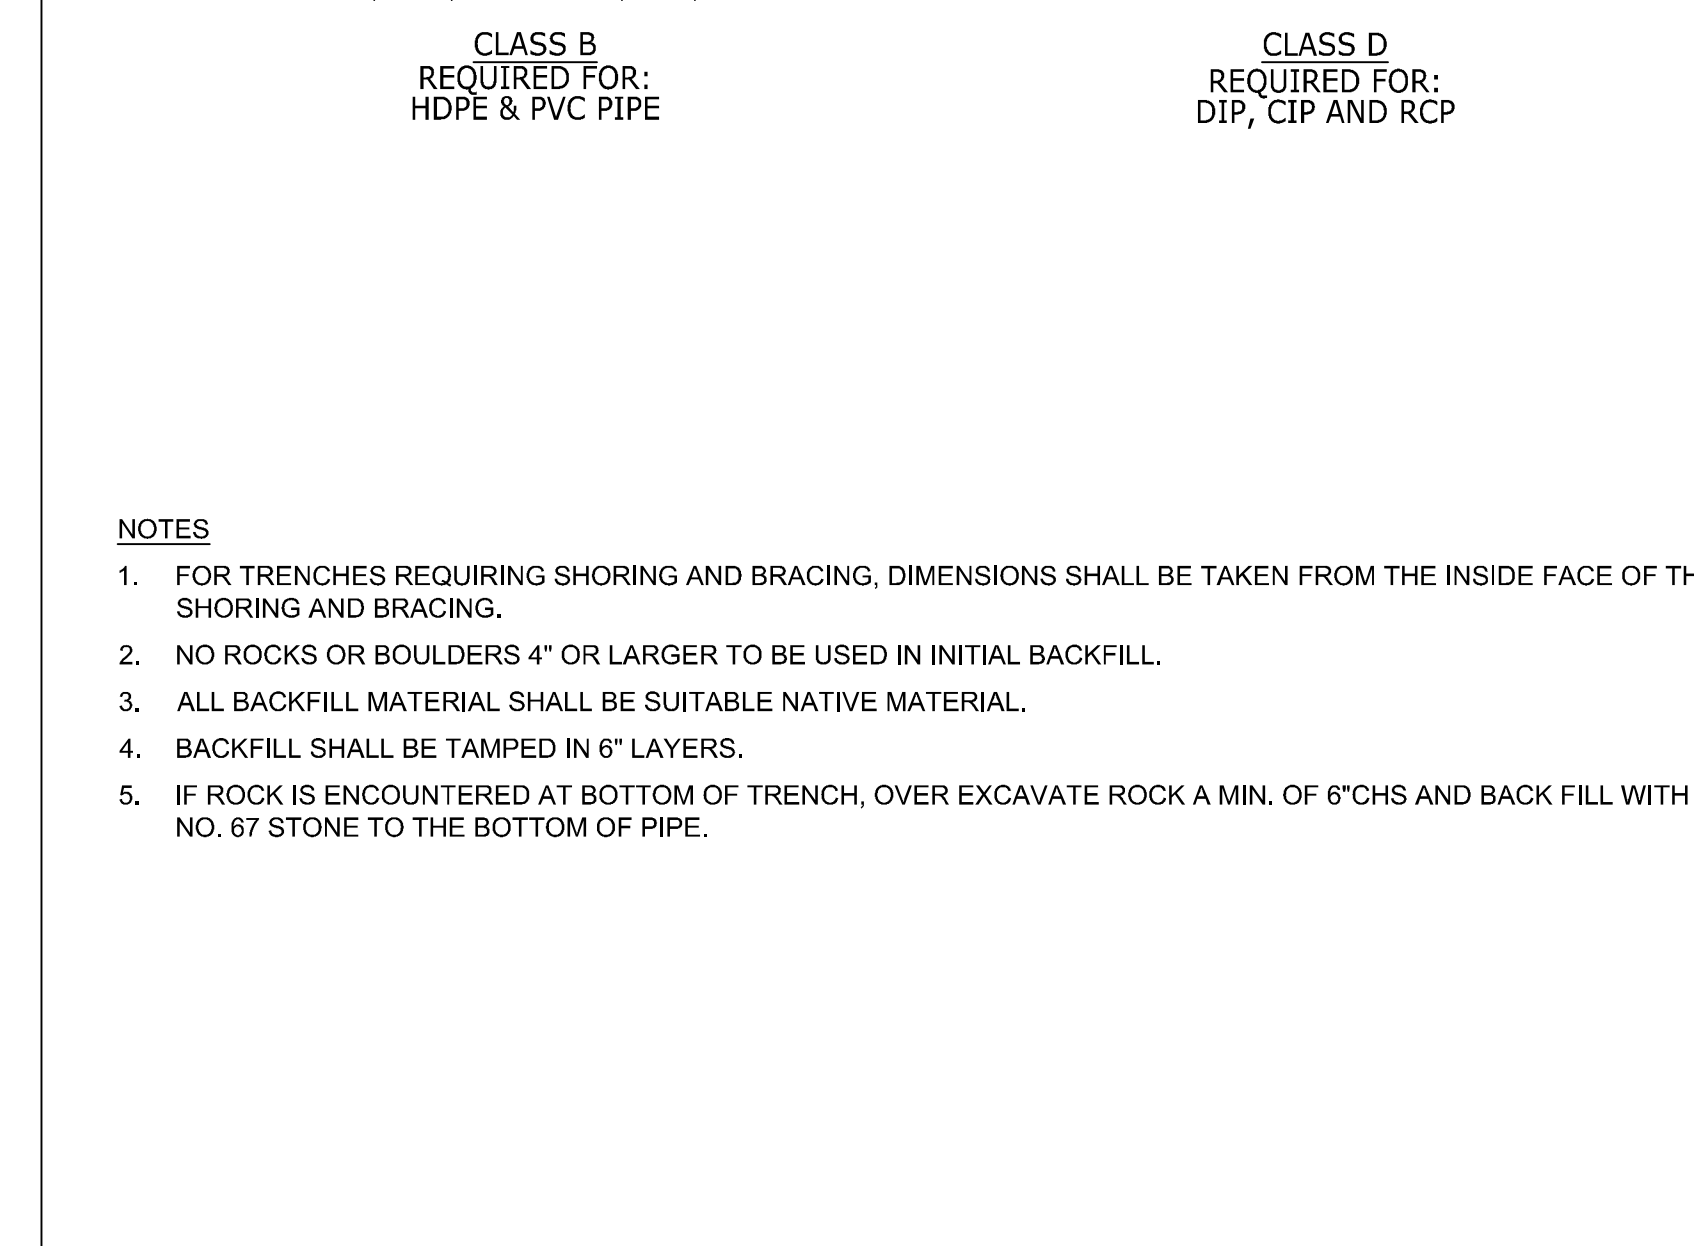 CLASS B
REQUIRED FOR:
HDPE & PVC PIPE
CLASS D
REQUIRED FOR:
DIP, CIP AND RCP
NOTES
1. FOR TRENCHES REQUIRING SHORING AND BRACING, DIMENSIONS SHALL BE TAKEN FROM THE INSIDE FACE OF
SHORING AND BRACING.
2. NO ROCKS OR BOULDERS 4" OR LARGER TO BE USED IN INITIAL BACKFILL.
3. ALL BACKFILL MATERIAL SHALL BE SUITABLE NATIVE MATERIAL.
4. BACKFILL SHALL BE TAMPED IN 6" LAYERS.
5. IF ROCK IS ENCOUNTERED AT BOTTOM OF TRENCH, OVER EXCAVATE ROCK A MIN. OF 6"CHS AND BACK FILL WITH
NO. 67 STONE TO THE BOTTOM OF PIPE.